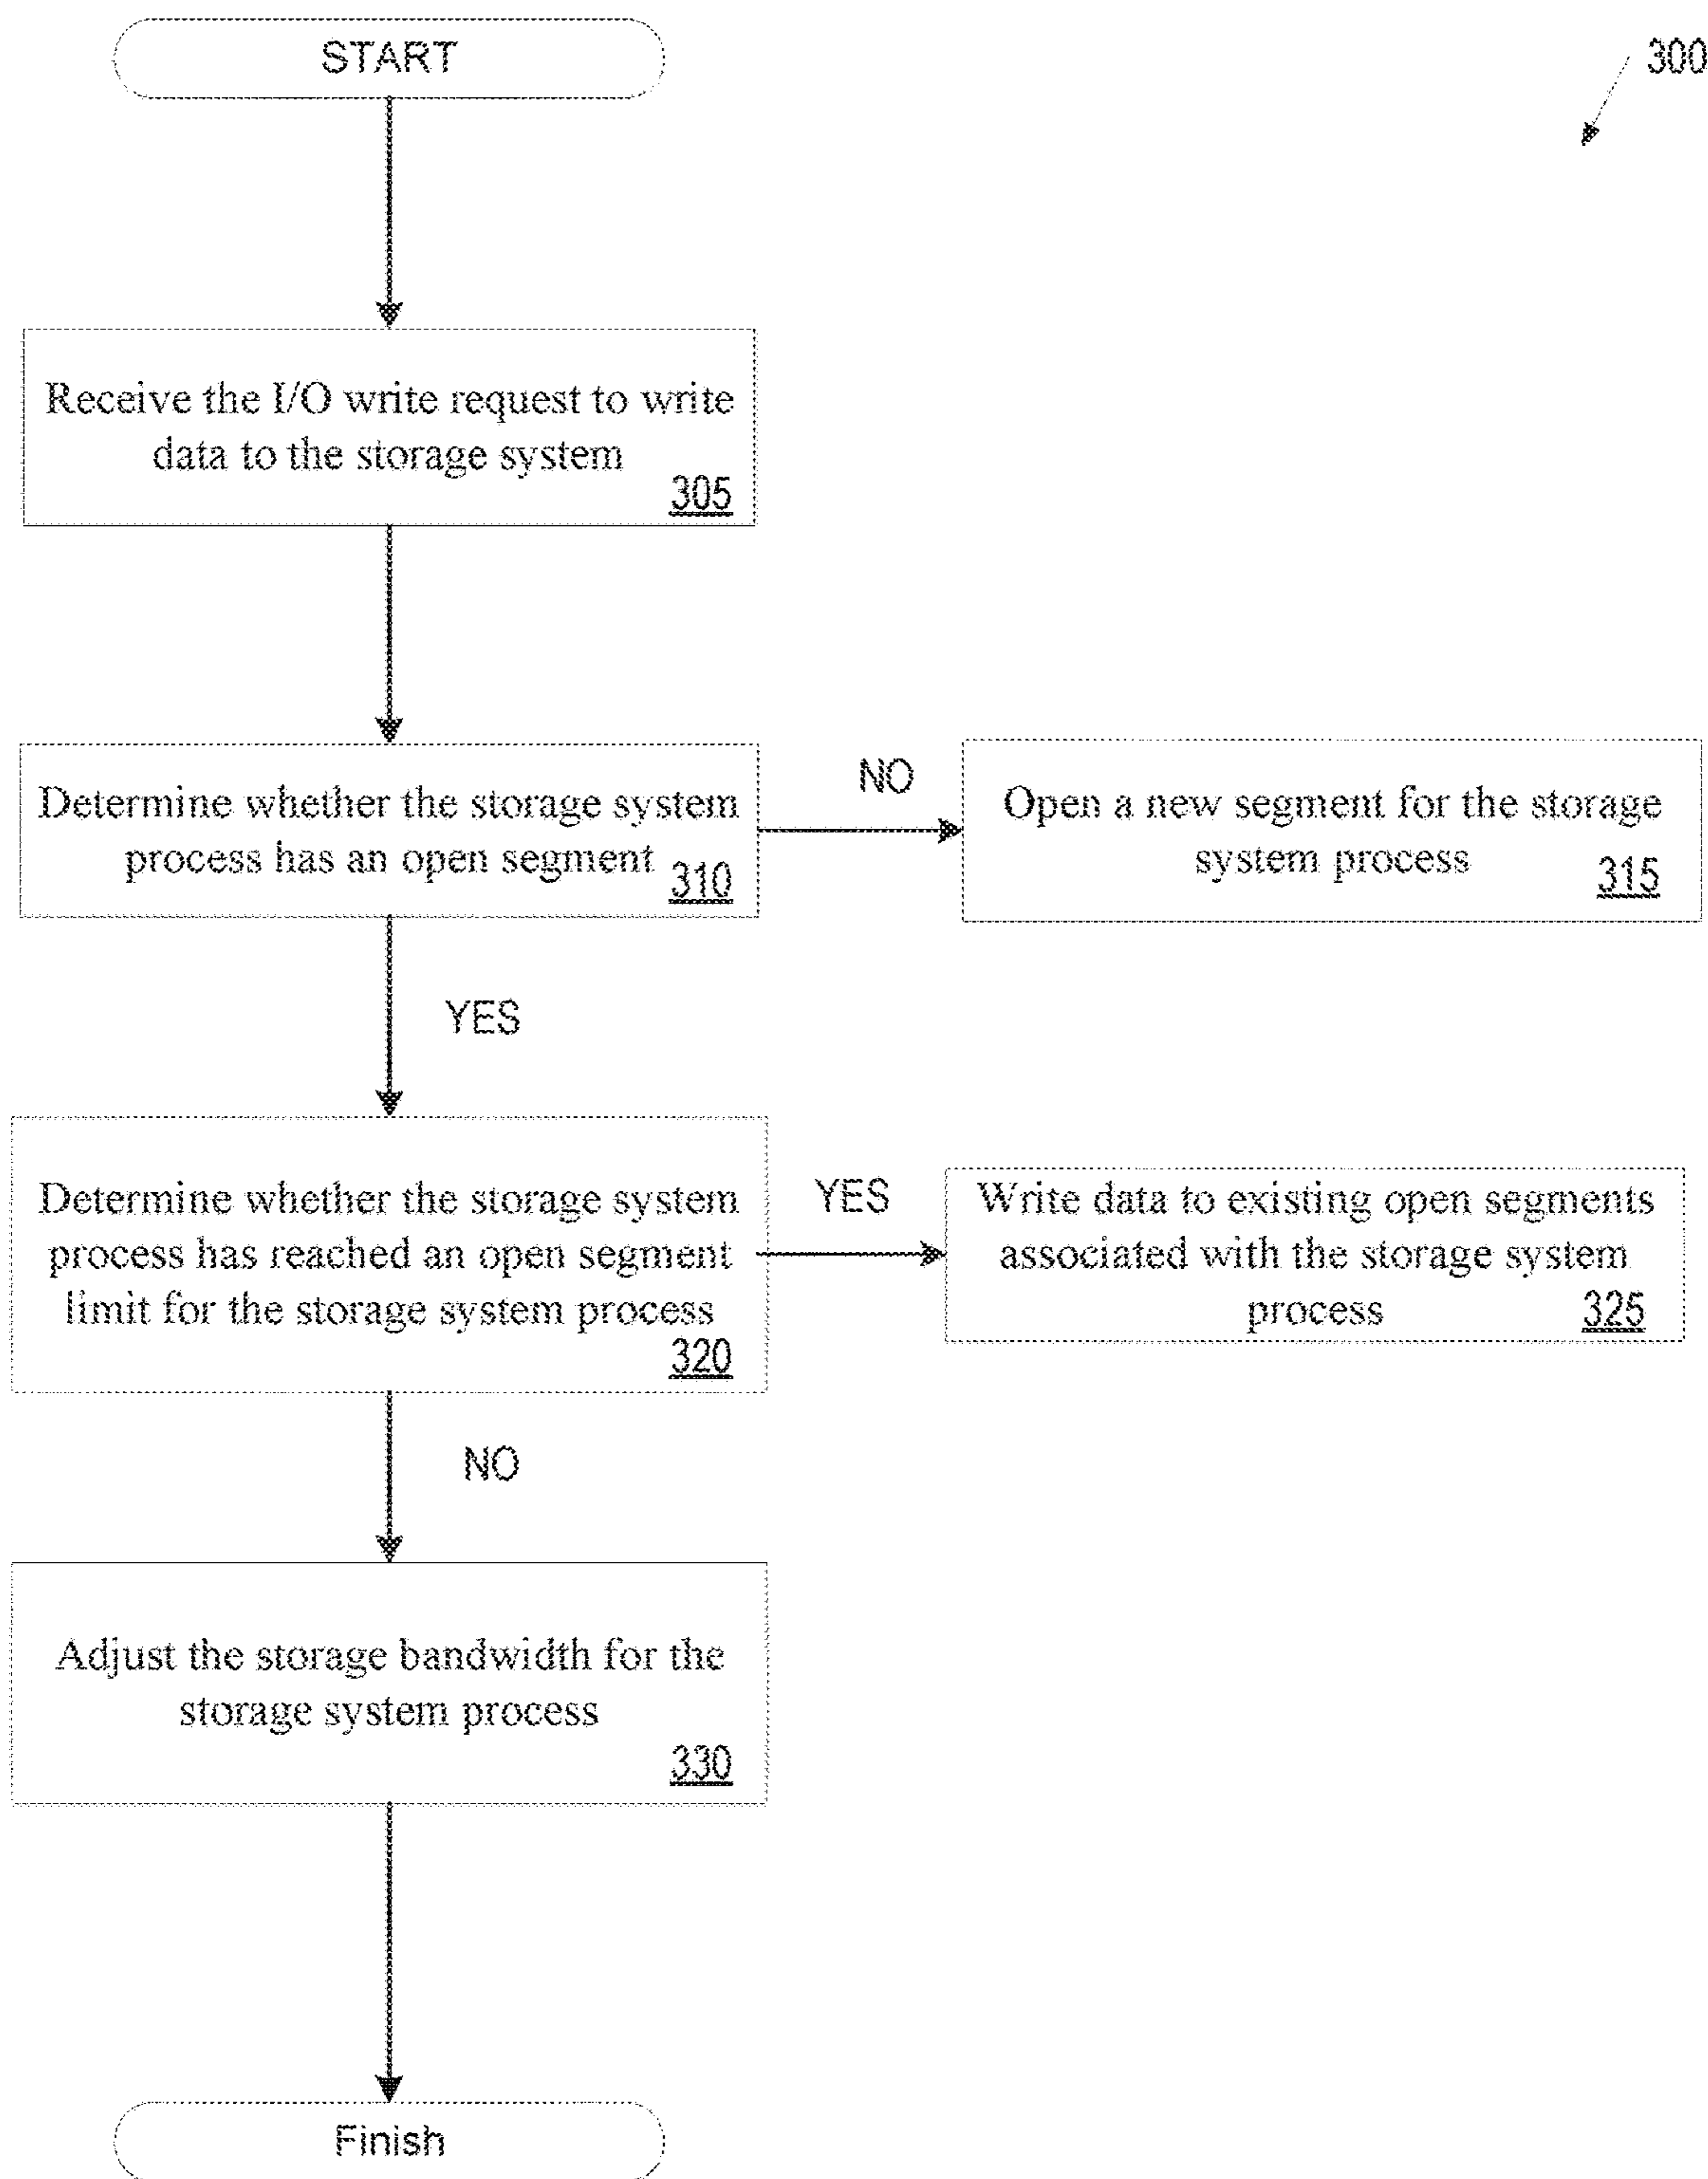 START
300
Receive the I/O write request to write
data to the storage system
305
Determine whether the storage system
process has an open segment
310
NO
Open a new segment for the storage
system process
315
YES
Determine whether the storage system
process has reached an open segment
limit for the storage system process
320
YES
Write data to existing open segments
associated with the storage system
process
325
NO
Adjust the storage bandwidth for the
storage system process
330
Finish